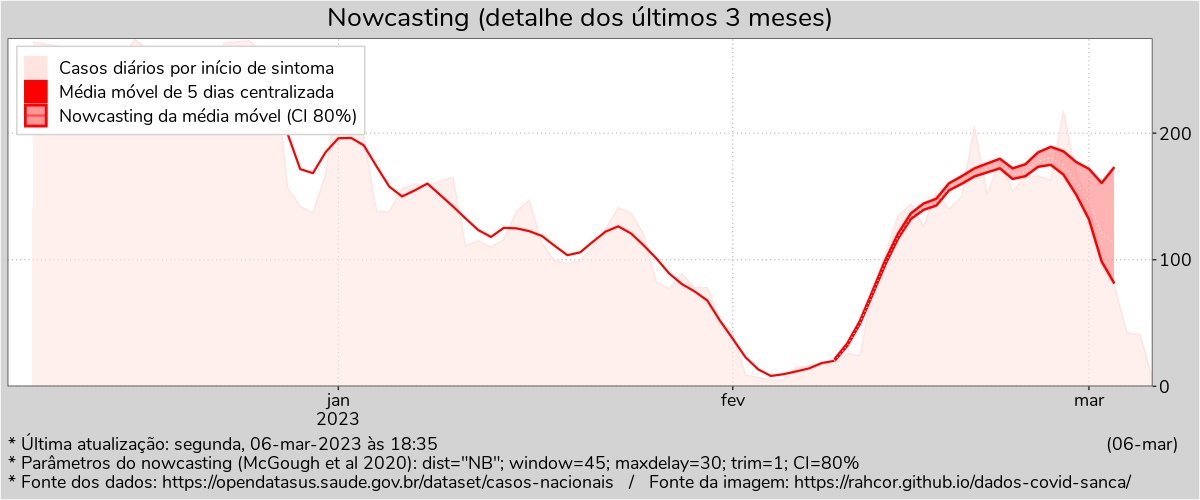 Nowcasting (detalhe dos últimos 3 meses)
Casos diários por início de sintoma
Média móvel de 5 dias centralizada
Nowcasting da média móvel (CI 80%)
200
100
0
jan
2023
fev
mar
* Última atualização: segunda, 06-mar-2023 às 18:35
(06-mar)
* Parâmetros do nowcasting (McGough et al 2020): dist="NB"; window=45; maxdelay=30; trim=1; CI=80%
* Fonte dos dados: https://opendatasus.saude.gov.br/dataset/casos-nacionais / Fonte da imagem: https://rahcor.github.io/dados-covid-sanca/